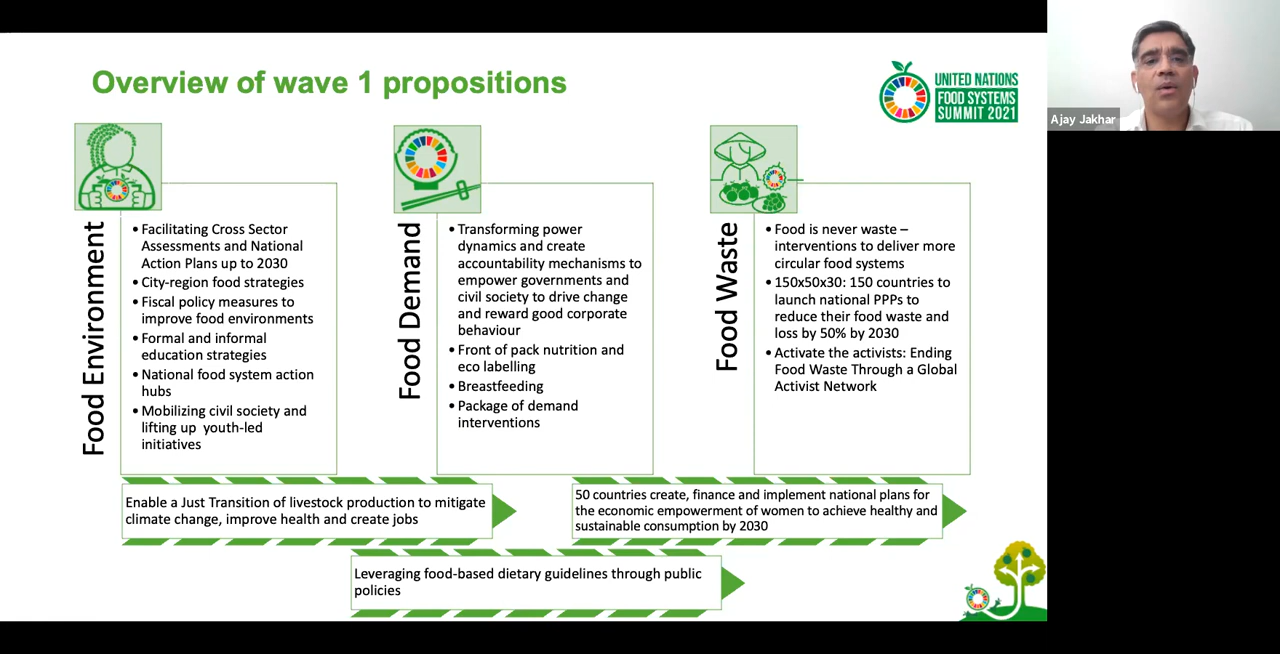 Overview of wave 1 propositions
UNITED NATIONS
FOOD SYSTEMS
SUMMIT 2021
Ajay Jakhar
Food Environment
• Facilitating Cross Sector
Assessments and National
Action Plans up to 2030
• City-region food strategies
• Fiscal policy measures to
improve food environments
• Formal and informal
education strategies
• National food system action
hubs
• Mobilizing civil society and
lifting up youth-led
initiatives
Food Demand
• Transforming power
dynamics and create
accountability mechanisms to
empower governments and
civil society to drive change
and reward good corporate
behaviour
• Front of pack nutrition and
eco labelling
• Breastfeeding
• Package of demand
interventions
Food Waste
• Food is never waste –
interventions to deliver more
circular food systems
• 150x50x30: 150 countries to
launch national PPPs to
reduce their food waste and
loss by 50% by 2030
• Activate the activists: Ending
Food Waste Through a Global
Activist Network
Enable a Just Transition of livestock production to mitigate
climate change, improve health and create jobs
50 countries create, finance and implement national plans for
the economic empowerment of women to achieve healthy and
sustainable consumption by 2030
Leveraging food-based dietary guidelines through public
policies